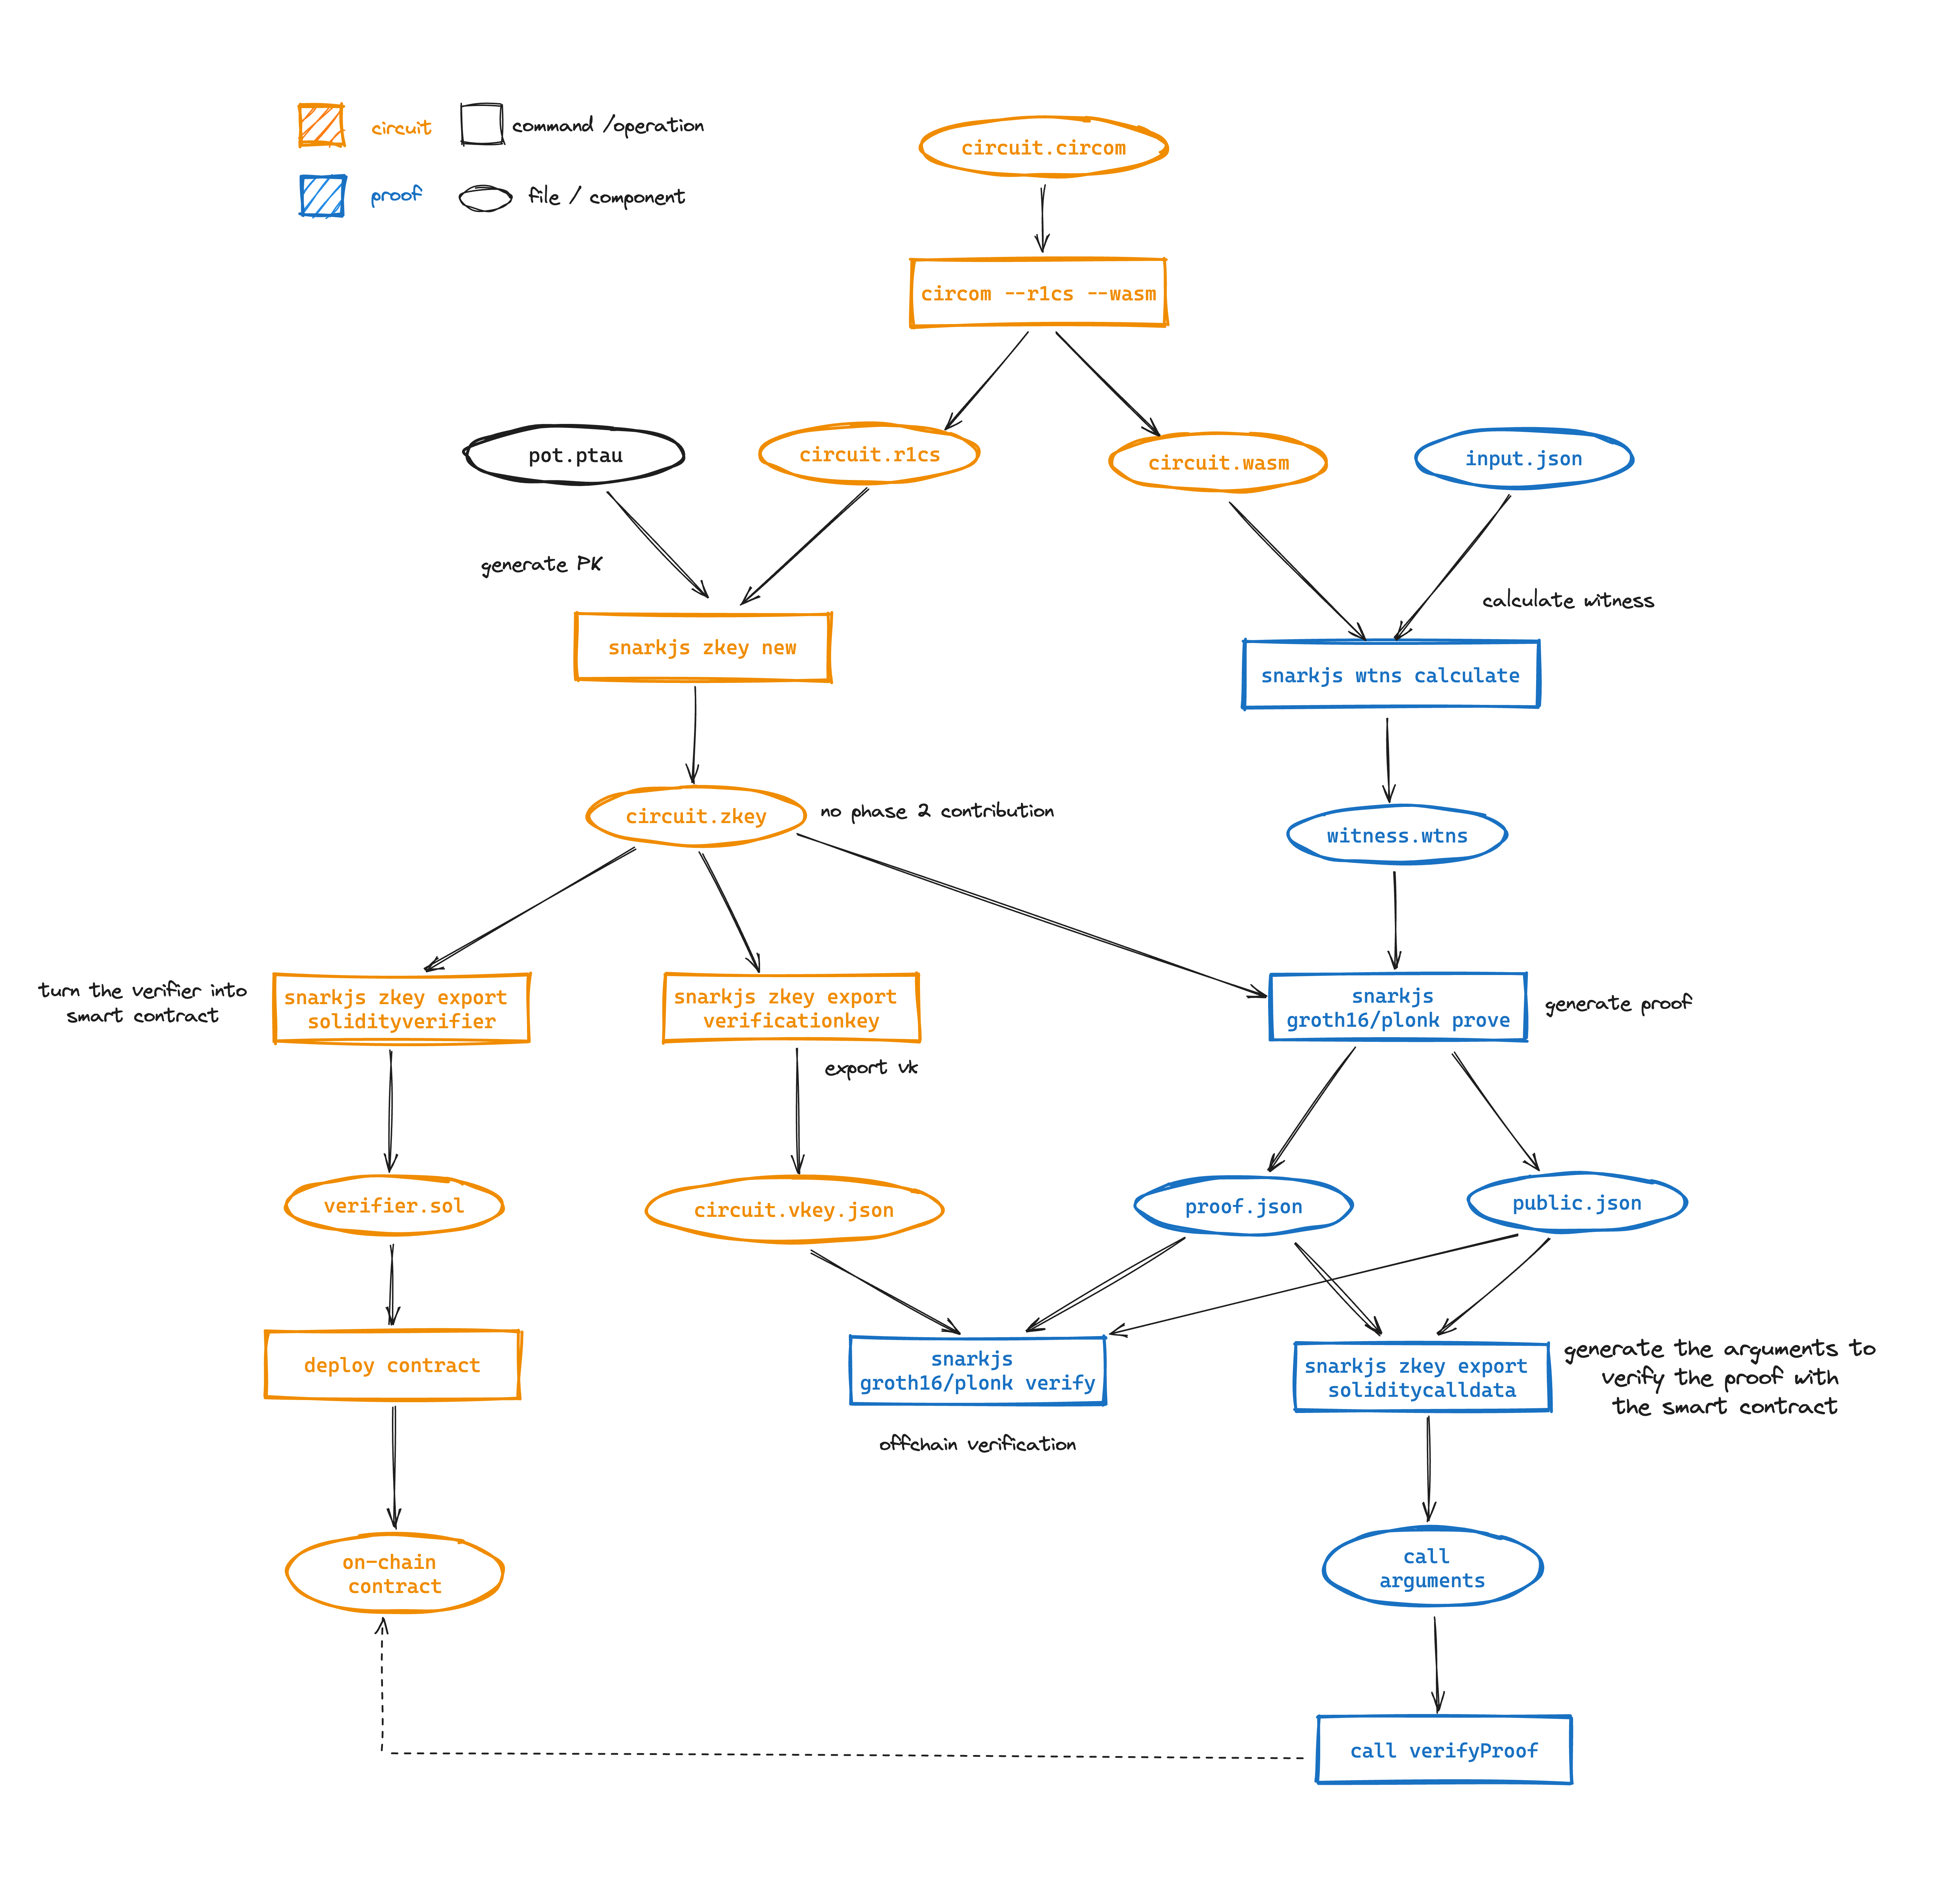 circuit
command /operation
proof
file / component
circuit.circom
circom --r1cs --wasm
pot.ptau
circuit.r1cs
circuit.wasm
input.json
generate PK
calculate witness
snarkjs zkey new
snarkjs wtns calculate
circuit.zkey
no phase 2 contribution
witness.wtns
turn the verifier into
smart contract
snarkjs zkey export
solidityverifier
snarkjs zkey export
verificationkey
snarkjs
groth16/plonk prove
generate proof
export vk
verifier.sol
circuit.vkey.json
proof.json
public.json
deploy contract
snarkjs
groth16/plonk verify
snarkjs zkey export
soliditycalldata
generate the arguments to
verify the proof with
the smart contract
offchain verification
on-chain
contract
call
arguments
call verifyProof